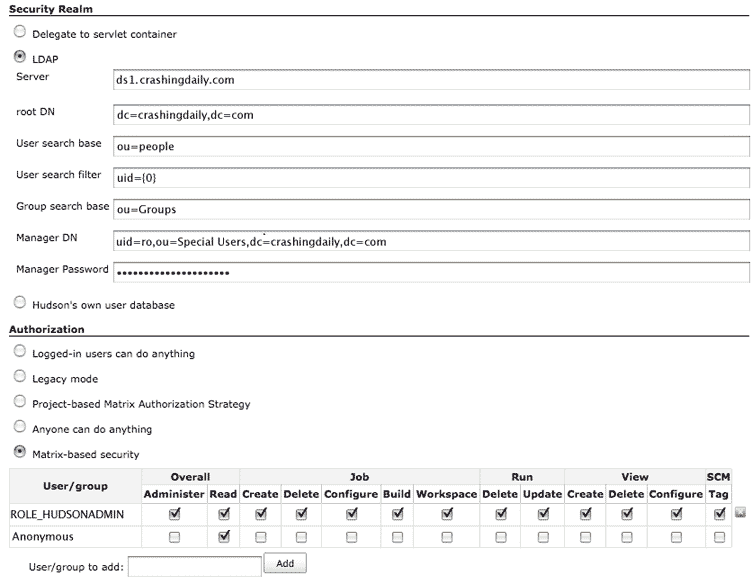 Security Realm
Delegate to servlet container
LDAP
Server ds1.crashingdaily.com
root DN dc=crashingdaily,dc=com
User search base ou=people
User search filter uid={0}
Group search base ou=Groups
Manager DN uid=ro,ou=Special Users,dc=crashingdaily,dc=com
Manager Password ••••••••••••••••••••
Hudson's own user database
Authorization
Logged-in users can do anything
Legacy mode
Project-based Matrix Authorization Strategy
Anyone can do anything
Matrix-based security
User/group Overall Job Run View SCM
Administer Read Create Delete Configure Build Workspace Delete Update Create Delete Configure Tag
ROLE_HUDSONADMIN
Anonymous
User/group to add: Add